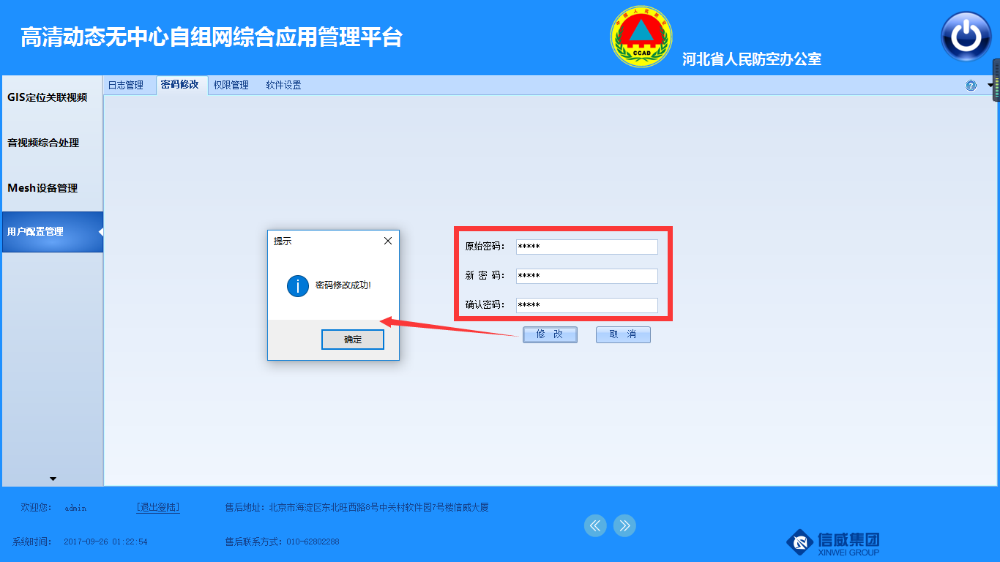 高清动态无中心自组网综合应用管理平台
中国人民防空
CCAD
河北省人民防空办公室
GIS定位关联视频
音视频综合处理
Mesh设备管理
用户配置管理
日志管理 密码修改 权限管理 软件设置
?
提示
密码修改成功!
确定
原始密码： *****
新 密 码： *****
确认密码： *****
修 改 取 消
欢迎您： admin [退出登陆] 售后地址：北京市海淀区东北旺西路8号中关村软件园7号楼信威大厦
系统时间： 2017-09-26 01:22:54 售后联系方式：010-62802288
信威集团
XINWEI GROUP